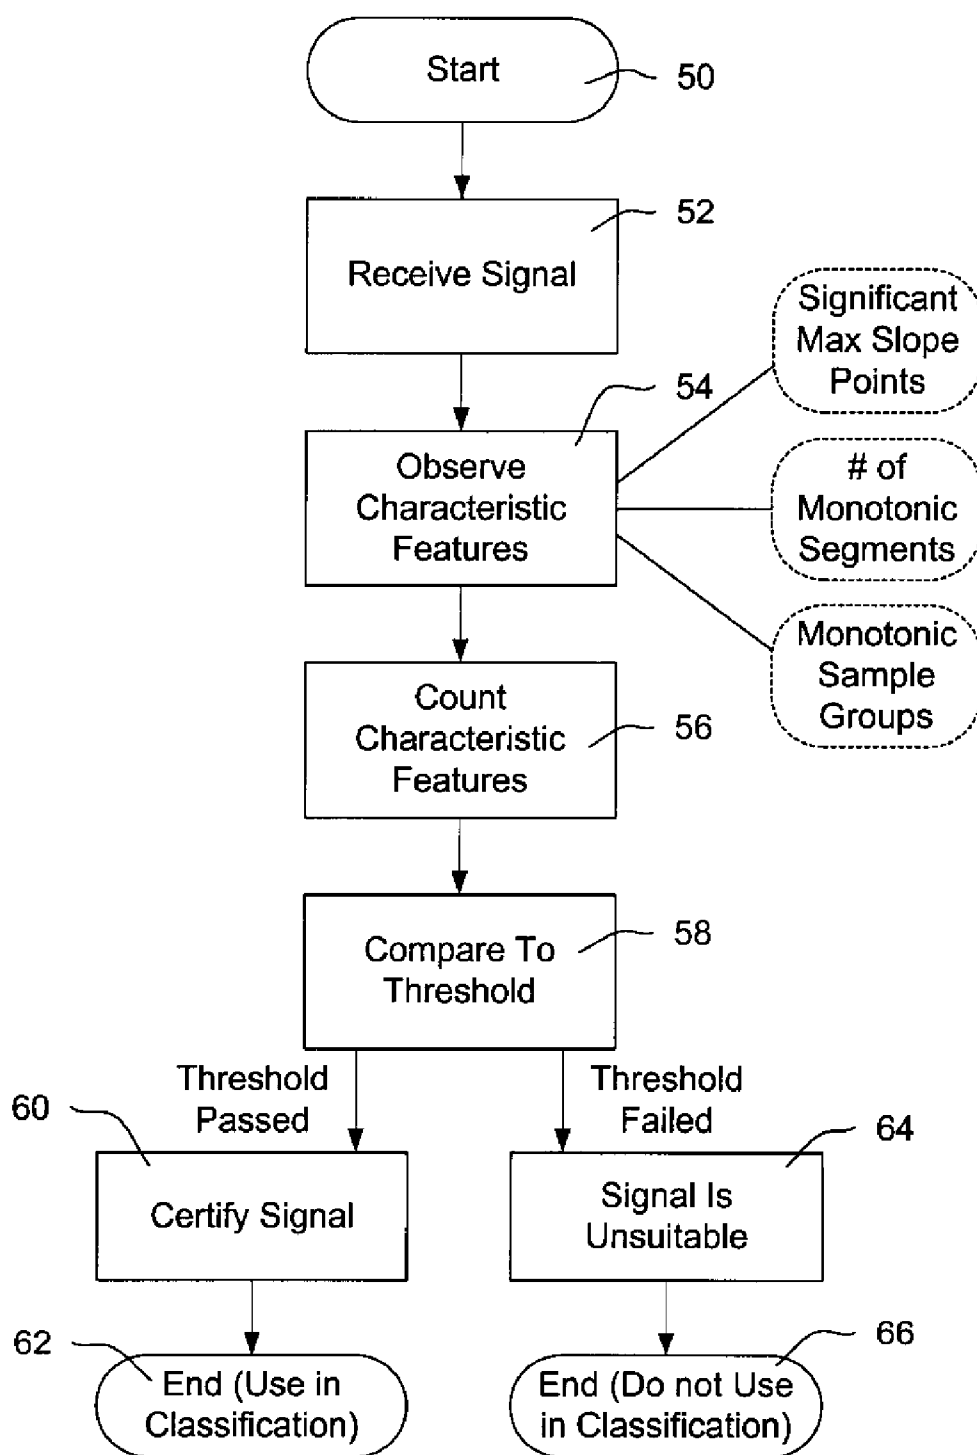 Start
50
52
Receive Signal
Significant
Max Slope
Points
54
Observe
Characteristic
Features
# of
Monotonic
Segments
Monotonic
Sample
Groups
Count
Characteristic
Features
56
58
Compare To
Threshold
Threshold
Passed
Threshold
Failed
60
64
Certify Signal
Signal Is
Unsuitable
62
66
End (Use in
Classification)
End (Do not Use
in Classification)